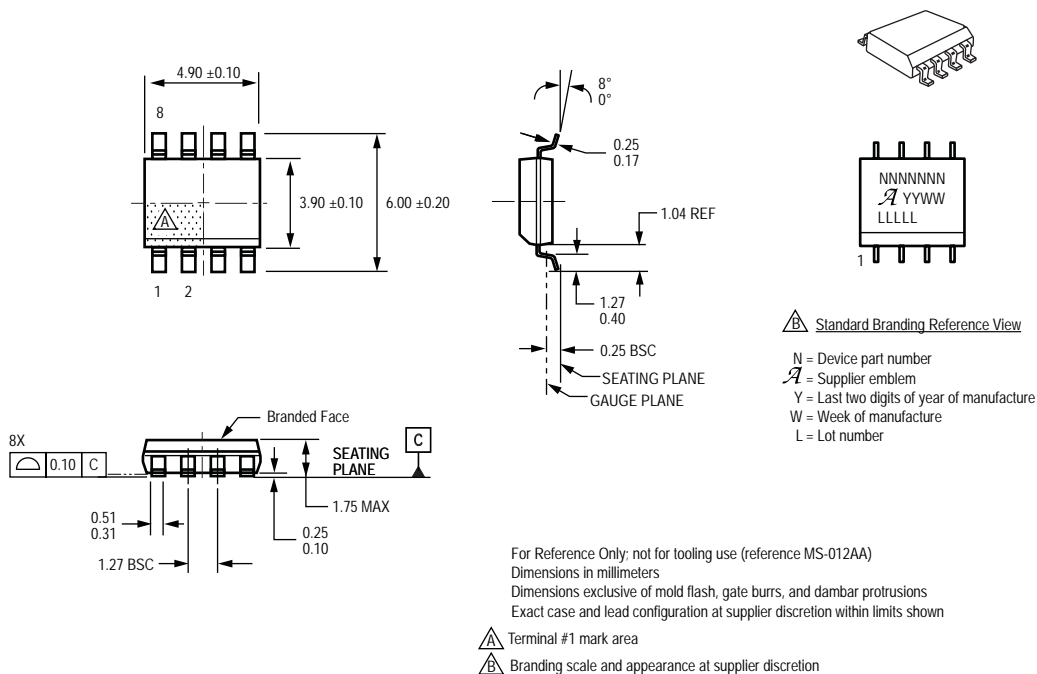 4.90 ±0.10
8
A
3.90 ±0.10
6.00 ±0.20
1 2
8°
0°
0.25
0.17
1.04 REF
1.27
0.40
0.25 BSC
SEATING PLANE
GAUGE PLANE
NNNNNNN
A YYWW
LLLLL
1
B Standard Branding Reference View
N = Device part number
A = Supplier emblem
Y = Last two digits of year of manufacture
W = Week of manufacture
L = Lot number
Branded Face
8X
0.10 C
SEATING
PLANE
C
1.75 MAX
0.51
0.31
0.25
0.10
1.27 BSC
For Reference Only; not for tooling use (reference MS-012AA)
Dimensions in millimeters
Dimensions exclusive of mold flash, gate burrs, and dambar protrusions
Exact case and lead configuration at supplier discretion within limits shown
A Terminal #1 mark area
B Branding scale and appearance at supplier discretion